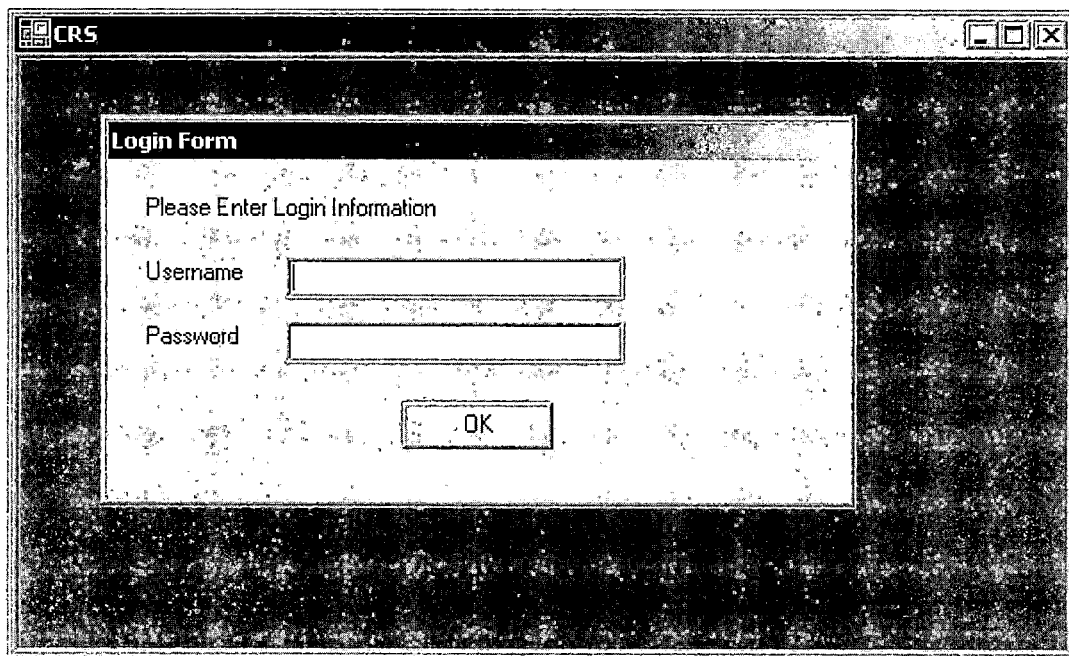 CRS
Login Form
Please Enter Login Information
Username
Password
OK